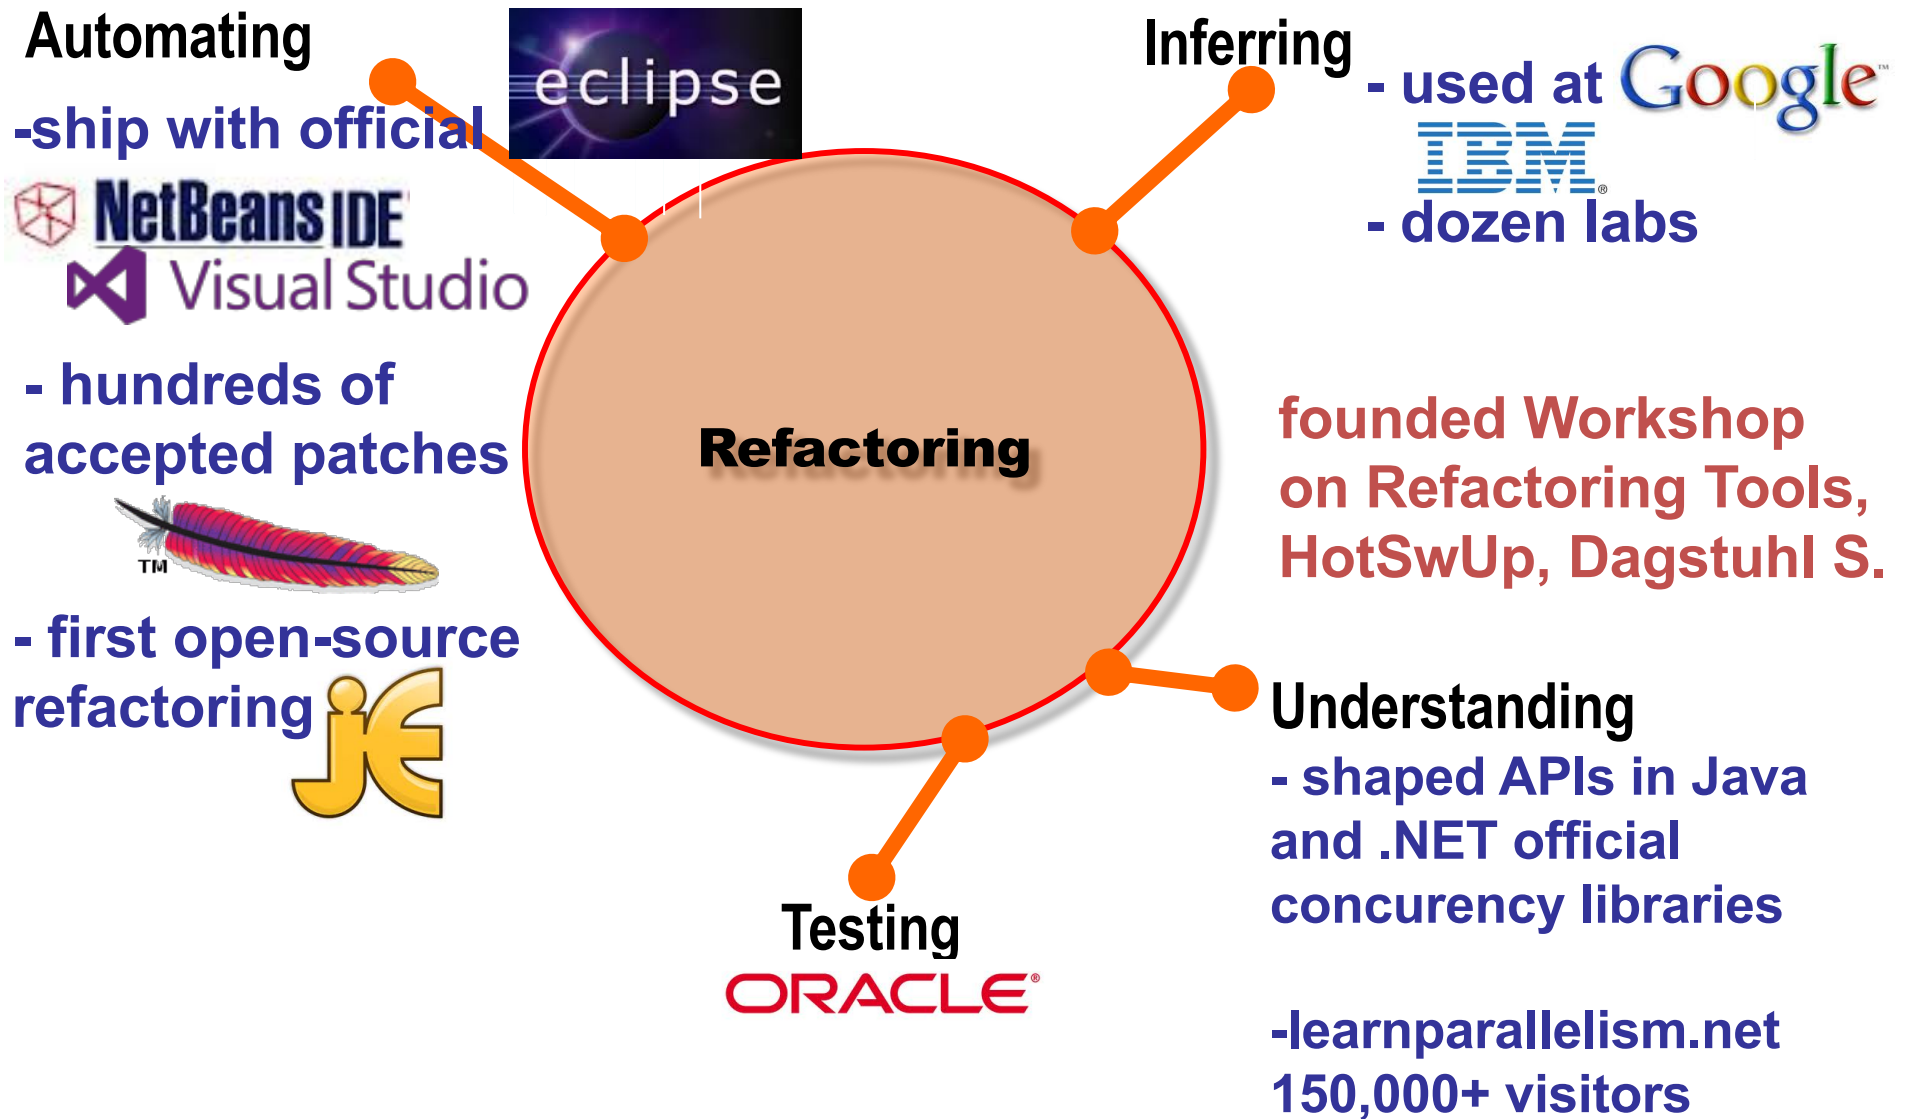 Automating
-ship with official
eclipse
NetBeans IDE
Visual Studio
- hundreds of
accepted patches
TM
- first open-source
refactoring
jE
Refactoring
Inferring
- used at Google™
IBM®
- dozen labs
founded Workshop
on Refactoring Tools,
HotSwUp, Dagstuhl S.
Understanding
- shaped APIs in Java
and .NET official
concurency libraries
-learnparallelism.net
150,000+ visitors
Testing
ORACLE®